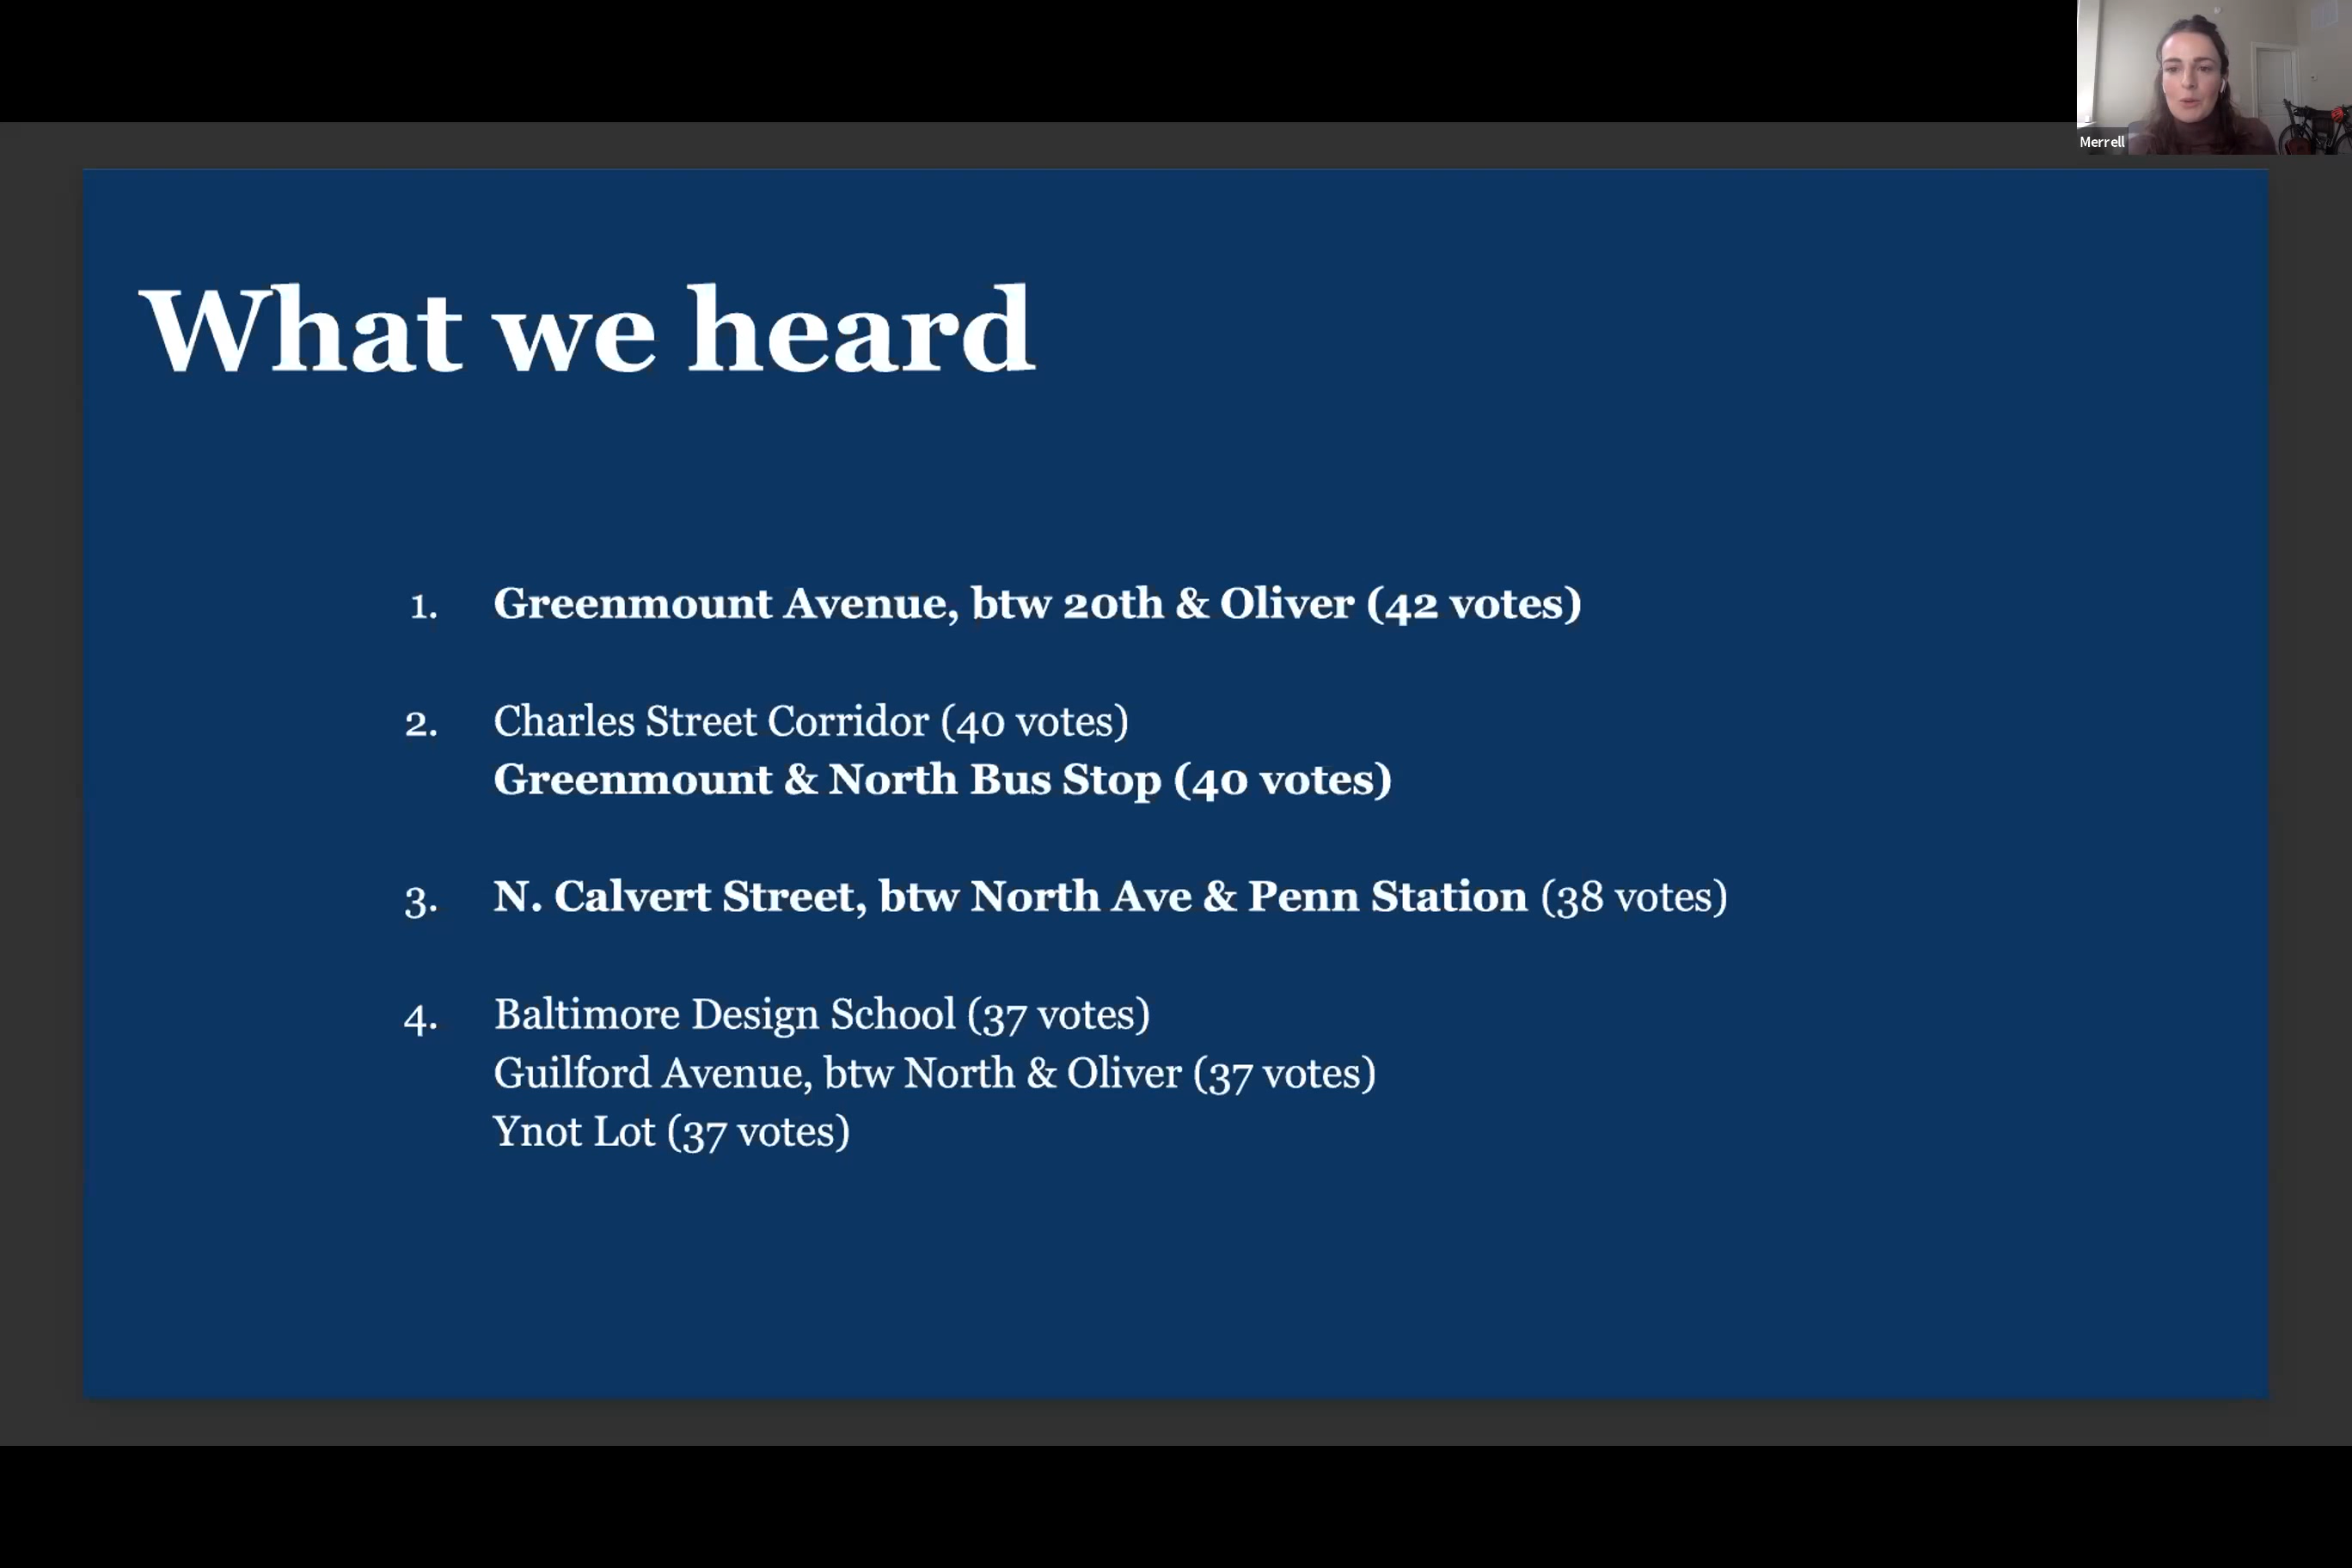 Merrell
What we heard
1. Greenmount Avenue, btw 20th & Oliver (42 votes)
2. Charles Street Corridor (40 votes)
Greenmount & North Bus Stop (40 votes)
3. N. Calvert Street, btw North Ave & Penn Station (38 votes)
4. Baltimore Design School (37 votes)
Guilford Avenue, btw North & Oliver (37 votes)
Ynot Lot (37 votes)